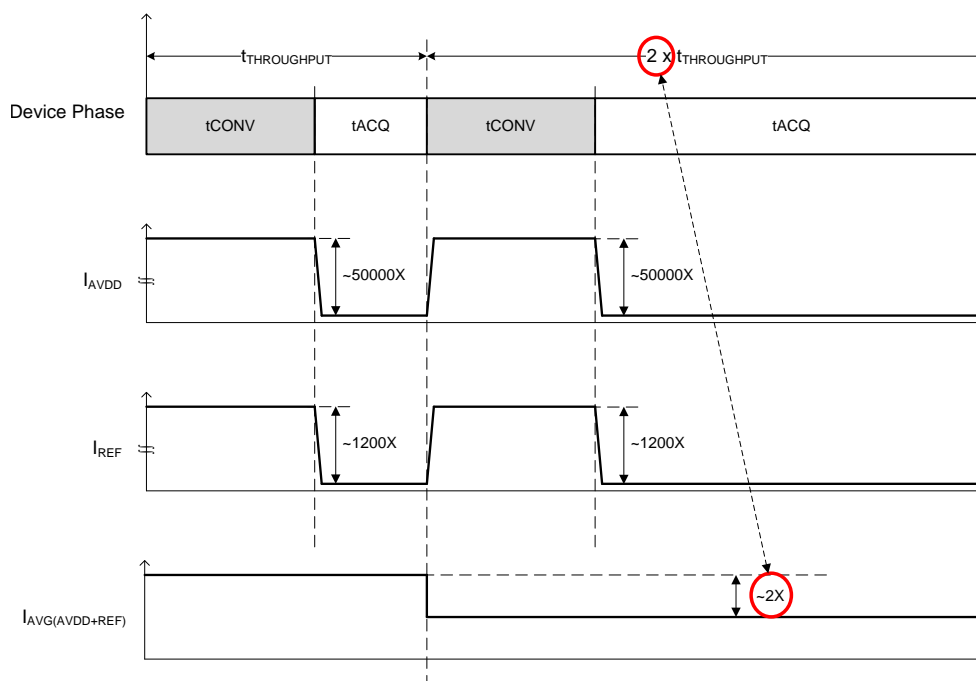 tTHROUGHPUT
2 x tTHROUGHPUT
Device Phase
tCONV
tACQ
tCONV
tACQ
IAVDD
~50000X
~50000X
IREF
~1200X
~1200X
IAVG(AVDD+REF)
~2X